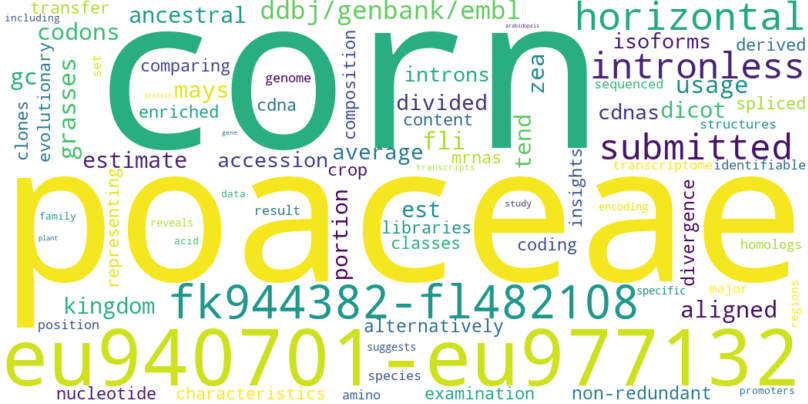 transfer
including
ancestral
ddbj/genbank/embl
arabidopsis
horizontal
codons
corn
isoforms
derived
gc
evolutionary
grasses
set
comparing
genome
composition
introns
zea
intronless
mays
protein
enriched
cdna
divided
content
sequenced
usage
cdnas
dicot
spliced
structures
clones
gene
fli
tend
submitted
estimate
accession
average
mrnas
crop
transcripts
insights
transcriptome
identifiable
poaceae
representing
data
family
plant
reveals
acid
result
portion
est
libraries
classes
study
coding
encoding
divergence
homologs
kingdom
fk944382-fl482108
specific
major
aligned
regions
position
alternatively
eu940701-eu977132
suggests
species
nucleotide
characteristics
amino
examination
non-redundant
promoters